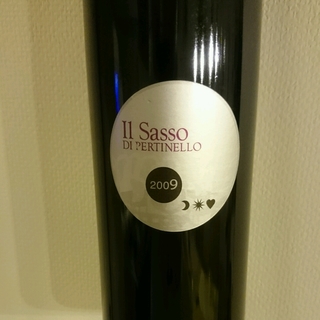 Il Sasso
DI PERTINELLO
2009